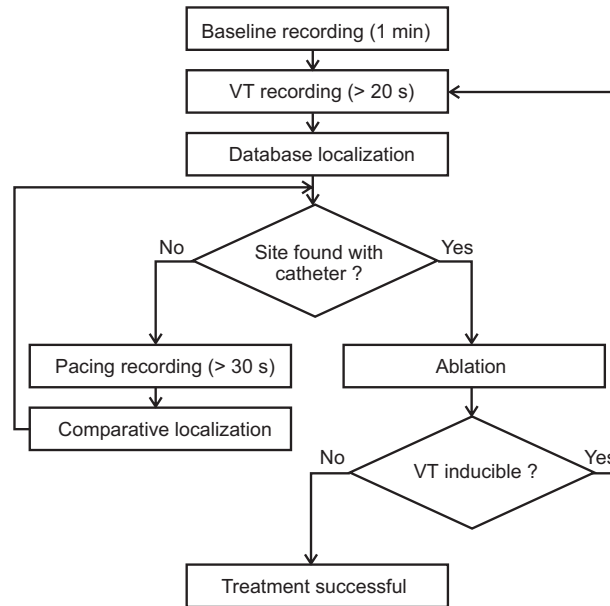 Baseline recording (1 min)
VT recording (> 20 s)
Database localization
No
Site found with
catheter ?
Yes
Pacing recording (> 30 s)
Ablation
Comparative localization
No
VT inducible ?
Yes
Treatment successful